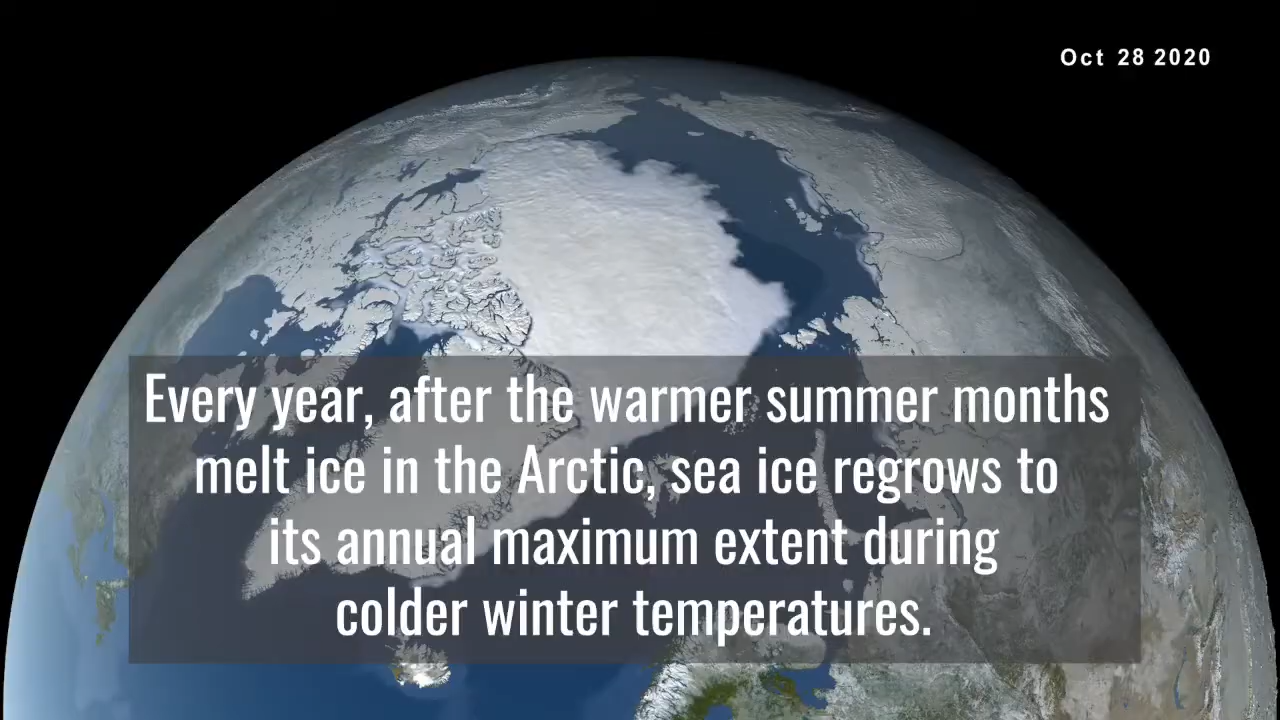 Oct 28 2020
Every year, after the warmer summer months
melt ice in the Arctic, sea ice regrows to
its annual maximum extent during
colder winter temperatures.